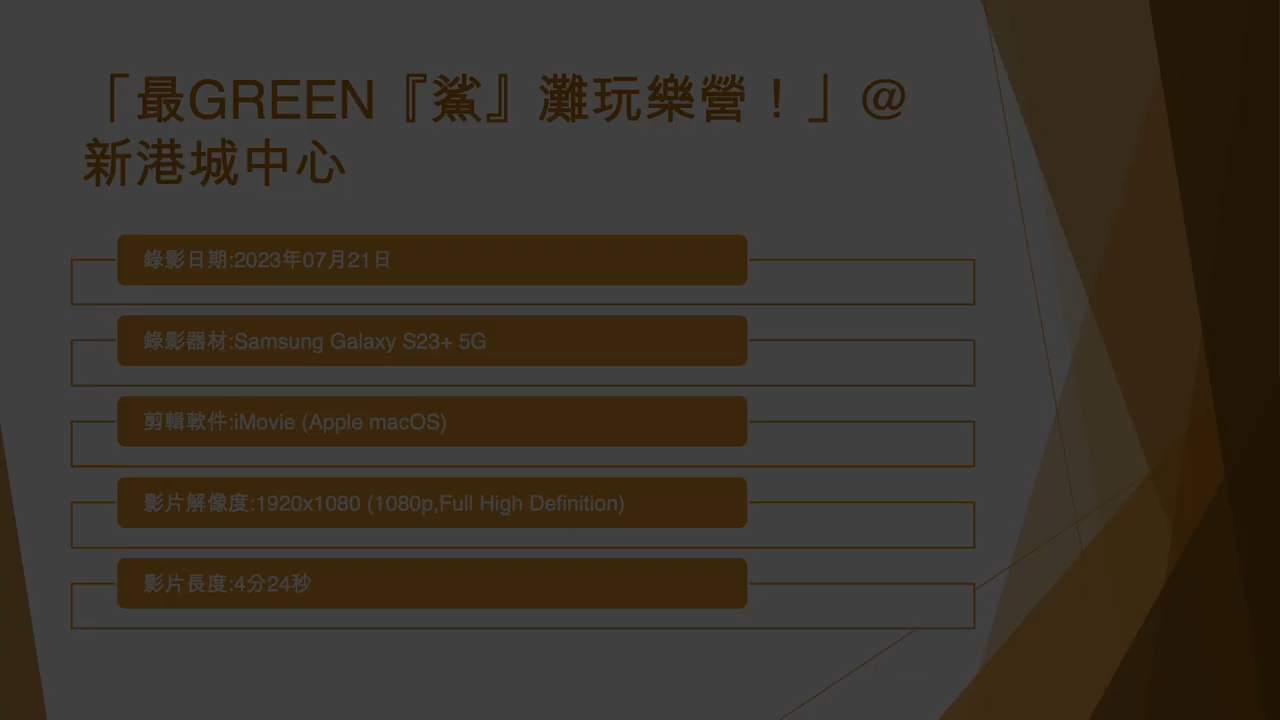 「最GREEN『鯊』灘玩樂營！」@
新港城中心
錄影日期:2023年07月21日
錄影器材:Samsung Galaxy S23+ 5G
剪輯軟件:iMovie (Apple macOS)
影片解像度:1920x1080 (1080p,Full High Definition)
影片長度:4分24秒